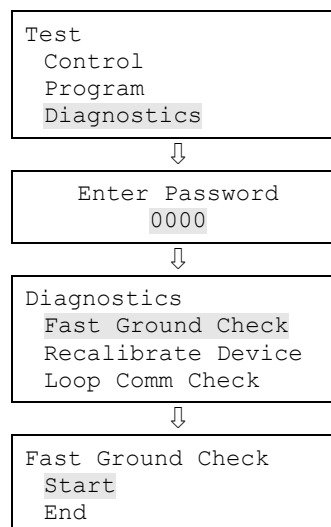 Test
Control
Program
Diagnostics
Enter Password
0000
Diagnostics
Fast Ground Check
Recalibrate Device
Loop Comm Check
Fast Ground Check
Start
End